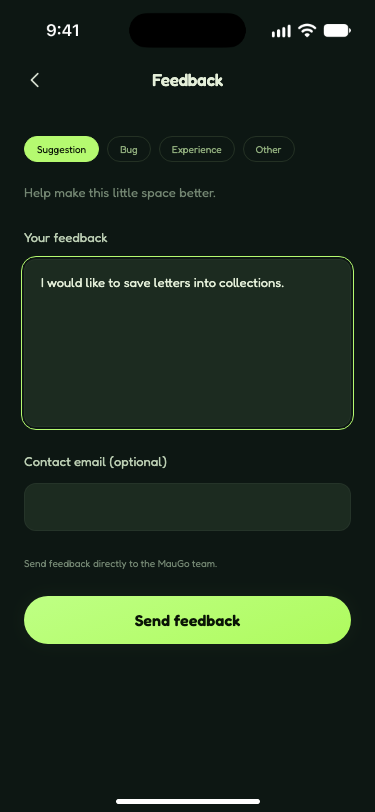 9:41
Feedback
Suggestion Bug Experience Other
Help make this little space better.
Your feedback
I would like to save letters into collections.
Contact email (optional)
Send feedback directly to the MauGo team.
Send feedback